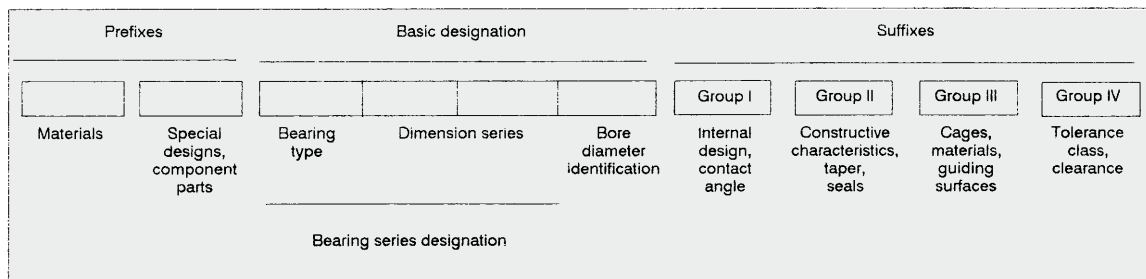 Prefixes Basic designation Suffixes
Group I Group II Group III Group IV
Materials Special Bearing Dimension series Bore Internal Constructive Cages, Tolerance
designs, type diameter design, characteristics, materials, class,
component identification contact taper, guiding clearance
parts angle seals surfaces
Bearing series designation